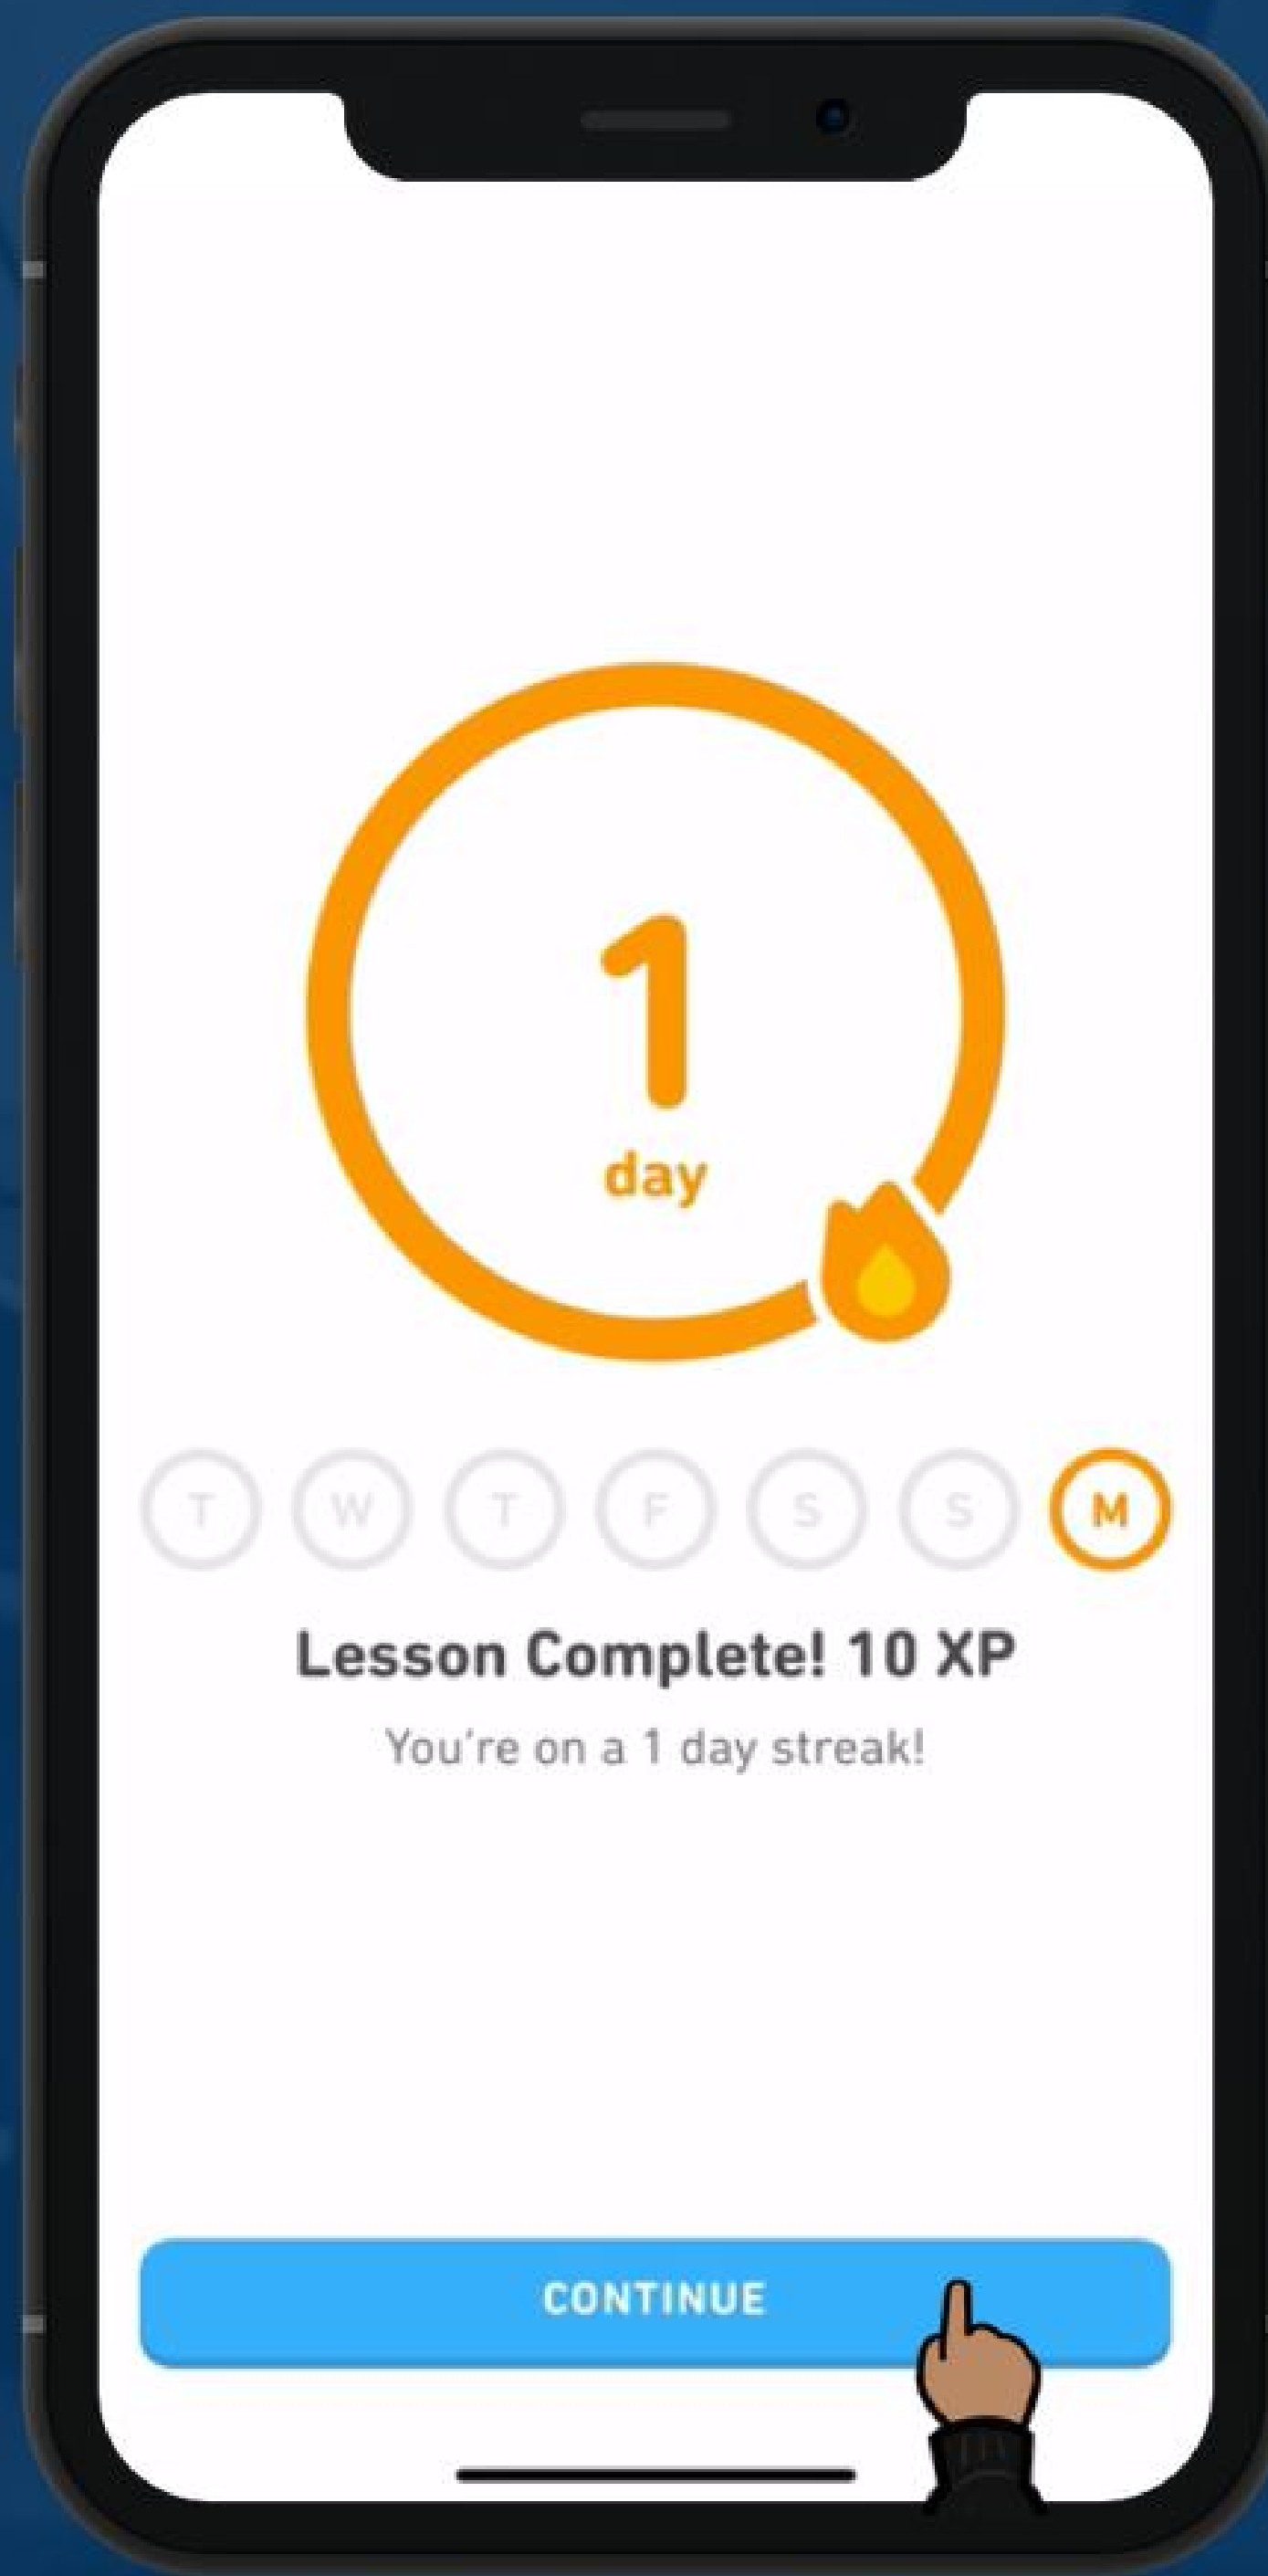 1
day
T W T F S S M
Lesson Complete! 10 XP
You're on a 1 day streak!
CONTINUE